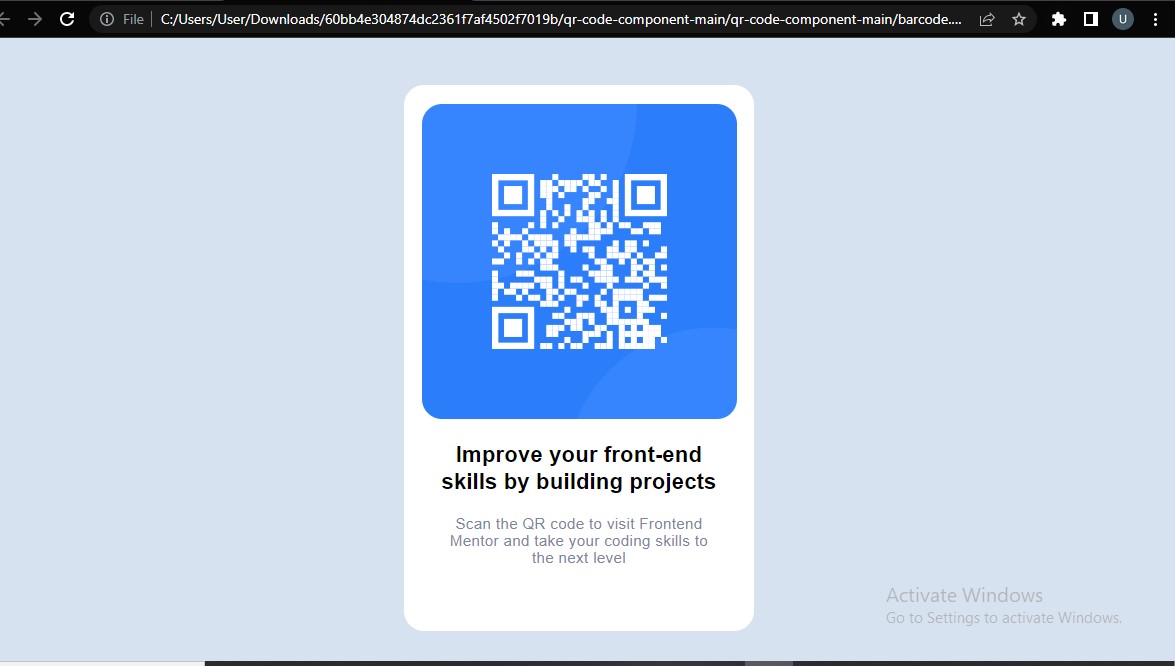 File
C:/Users/User/Downloads/60bb4e304874dc2361f7af4502f7019b/qr-code-component-main/qr-code-component-main/barcode....
U
Improve your front-end
skills by building projects
Scan the QR code to visit Frontend
Mentor and take your coding skills to
the next level
Activate Windows
Go to Settings to activate Windows.